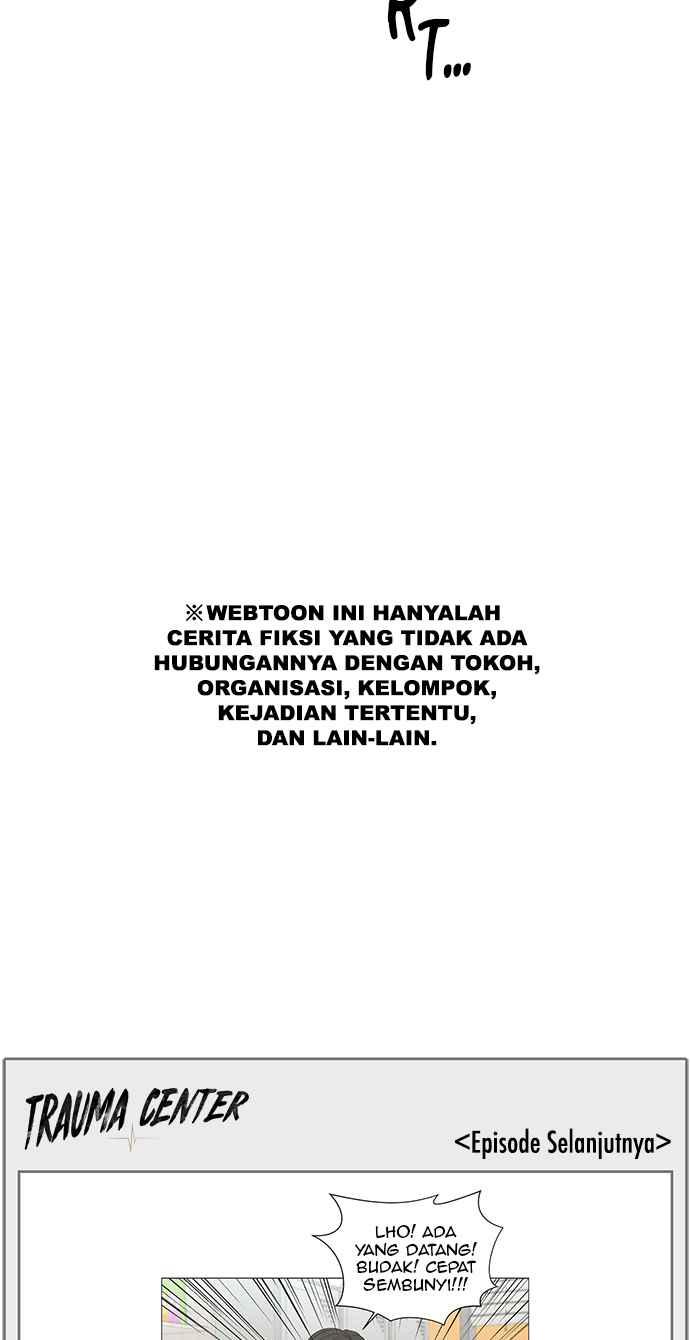 RT...
※WEBTOON INI HANYALAH
CERITA FIKSI YANG TIDAK ADA
HUBUNGANNYA DENGAN TOKOH,
ORGANISASI, KELOMPOK,
KEJADIAN TERTENTU,
DAN LAIN-LAIN.
TRAUMA CENTER
<Episode Selanjutnya>
LHO! ADA
YANG DATANG!
BUDAK! CEPAT
SEMBUNYI!!!